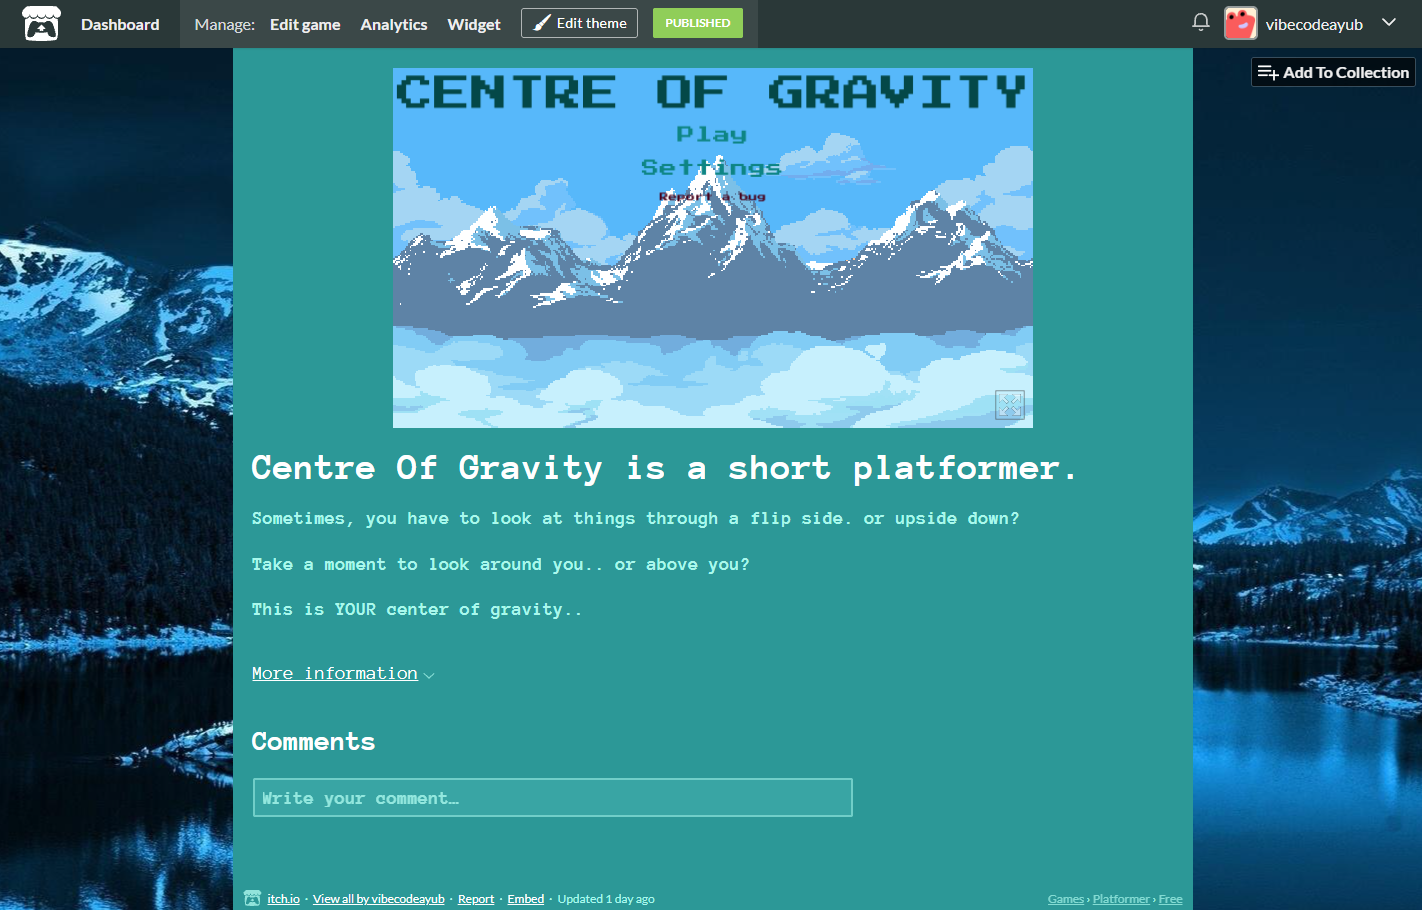 Dashboard Manage: Edit game Analytics Widget Edit theme PUBLISHED vibecodeayub
Add To Collection
CENTRE OF GRAVITY
Play
Settings
Report a bug
Centre Of Gravity is a short platformer.
Sometimes, you have to look at things through a flip side. or upside down?
Take a moment to look around you.. or above you?
This is YOUR center of gravity..
More information
Comments
Write your comment…
itch.io · View all by vibecodeayub · Report · Embed · Updated 1 day ago Games › Platformer › Free